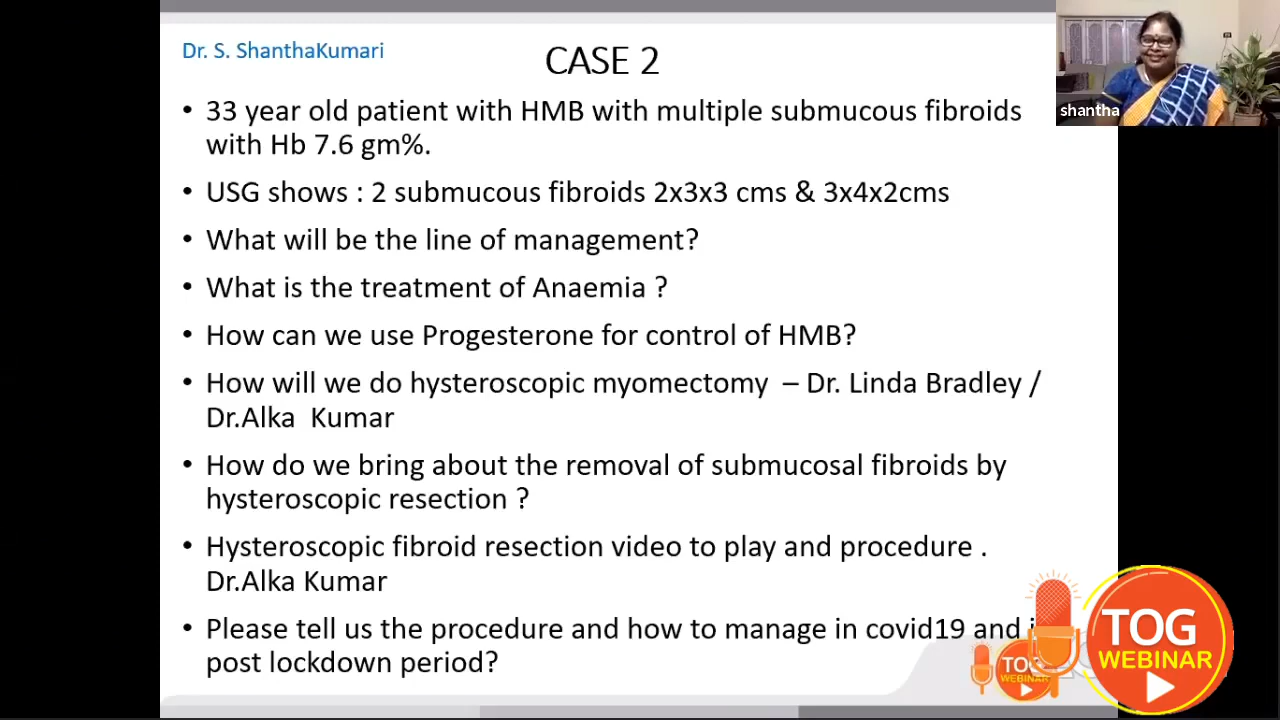 Dr. S. ShanthaKumari
CASE 2
shantha
• 33 year old patient with HMB with multiple submucous fibroids
with Hb 7.6 gm%.
• USG shows : 2 submucous fibroids 2x3x3 cms & 3x4x2cms
• What will be the line of management?
• What is the treatment of Anaemia ?
• How can we use Progesterone for control of HMB?
• How will we do hysteroscopic myomectomy – Dr. Linda Bradley /
Dr.Alka Kumar
• How do we bring about the removal of submucosal fibroids by
hysteroscopic resection ?
• Hysteroscopic fibroid resection video to play and procedure .
Dr.Alka Kumar
• Please tell us the procedure and how to manage in covid19 and
post lockdown period?
TOG
WEBINAR
TOG
WEBINAR